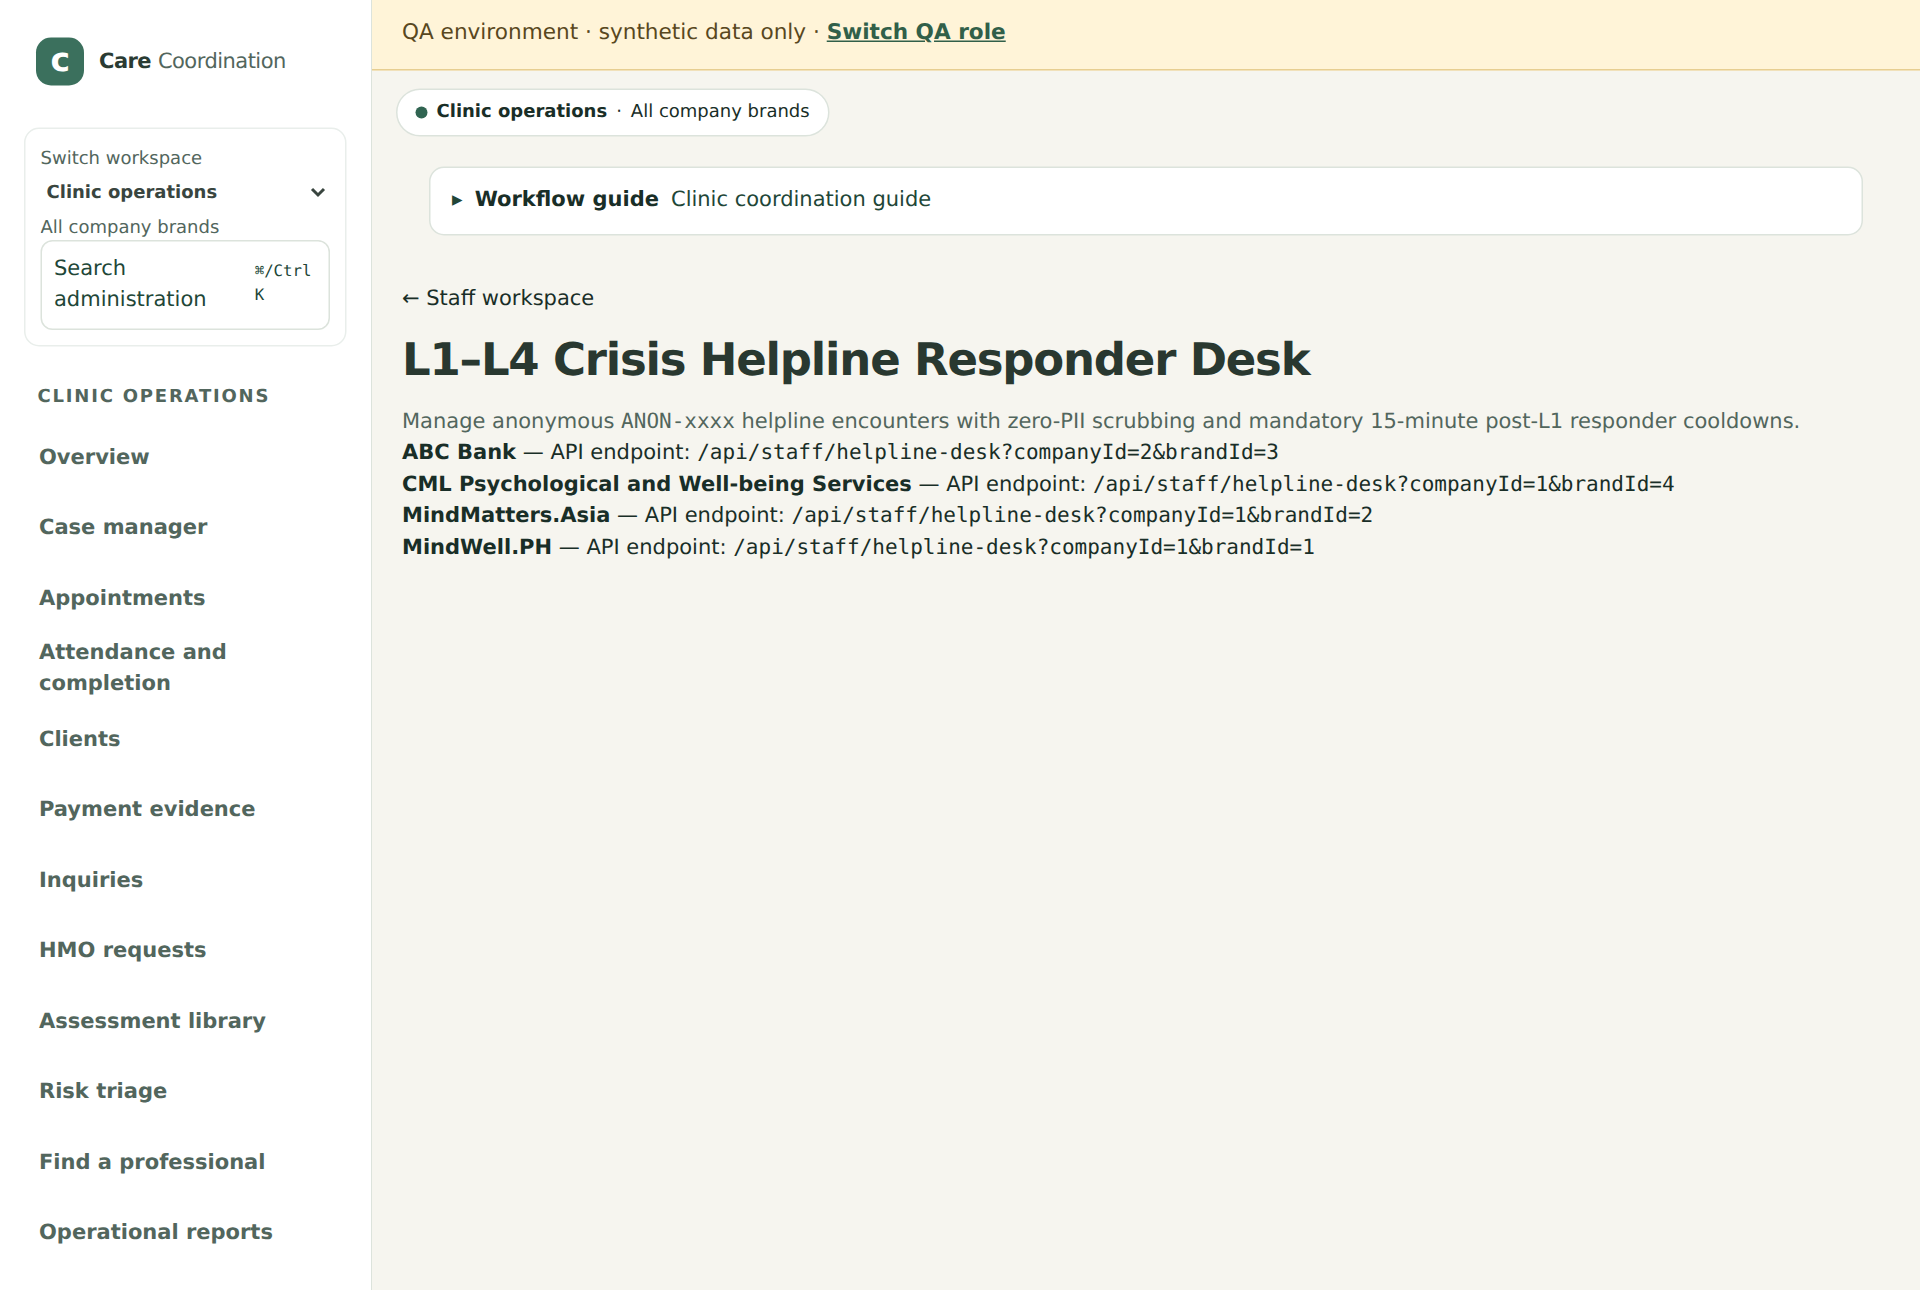 c Care Coordination
Switch workspace
Clinic operations
All company brands
Search administration ⌘/Ctrl K
CLINIC OPERATIONS
Overview
Case manager
Appointments
Attendance and
completion
Clients
Payment evidence
Inquiries
HMO requests
Assessment library
Risk triage
Find a professional
Operational reports
QA environment · synthetic data only · Switch QA role
Clinic operations · All company brands
▸ Workflow guide Clinic coordination guide
← Staff workspace
L1–L4 Crisis Helpline Responder Desk
Manage anonymous ANON-xxxx helpline encounters with zero-PII scrubbing and mandatory 15-minute post-L1 responder cooldowns.
ABC Bank — API endpoint: /api/staff/helpline-desk?companyId=2&brandId=3
CML Psychological and Well-being Services — API endpoint: /api/staff/helpline-desk?companyId=1&brandId=4
MindMatters.Asia — API endpoint: /api/staff/helpline-desk?companyId=1&brandId=2
MindWell.PH — API endpoint: /api/staff/helpline-desk?companyId=1&brandId=1